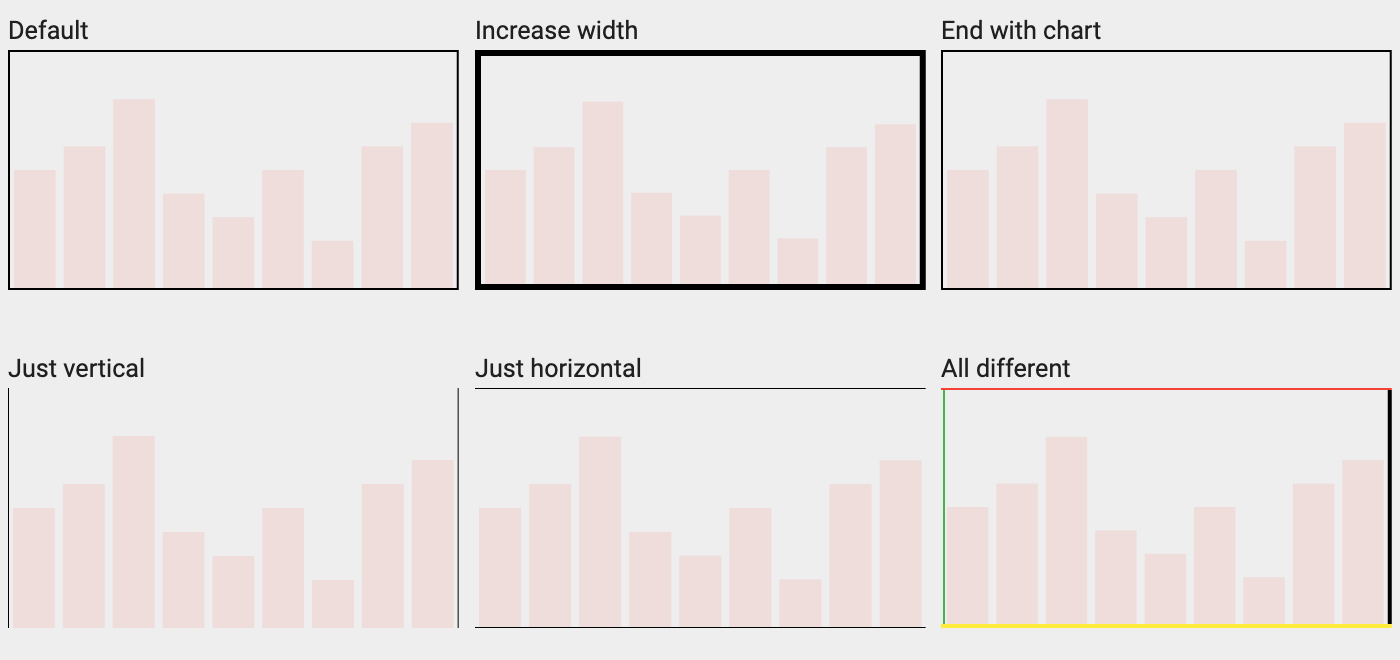 Default
Increase width
End with chart
Just vertical
Just horizontal
All different